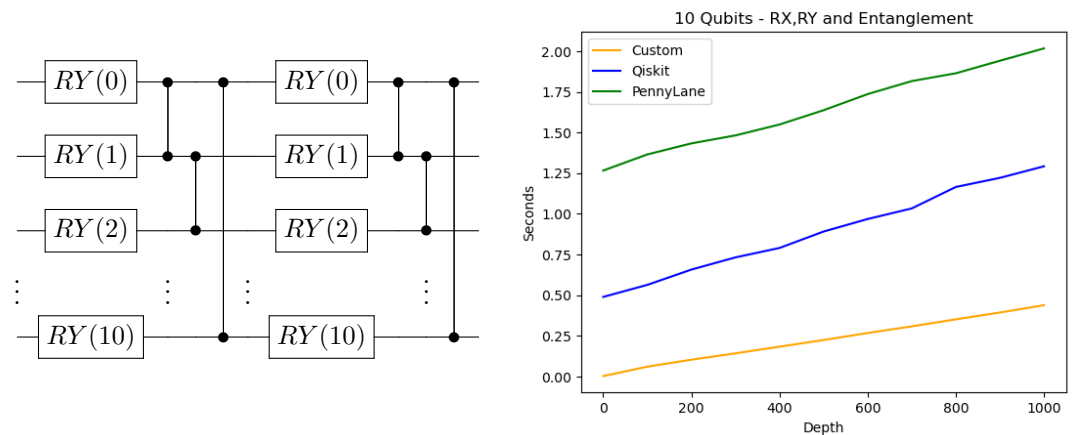 RY(0) RY(0)
RY(1) RY(1)
RY(2) RY(2)
RY(10) RY(10)
10 Qubits - RX,RY and Entanglement
Custom
Qiskit
PennyLane
Seconds
2.00
1.75
1.50
1.25
1.00
0.75
0.50
0.25
0.00
0 200 400 600 800 1000
Depth